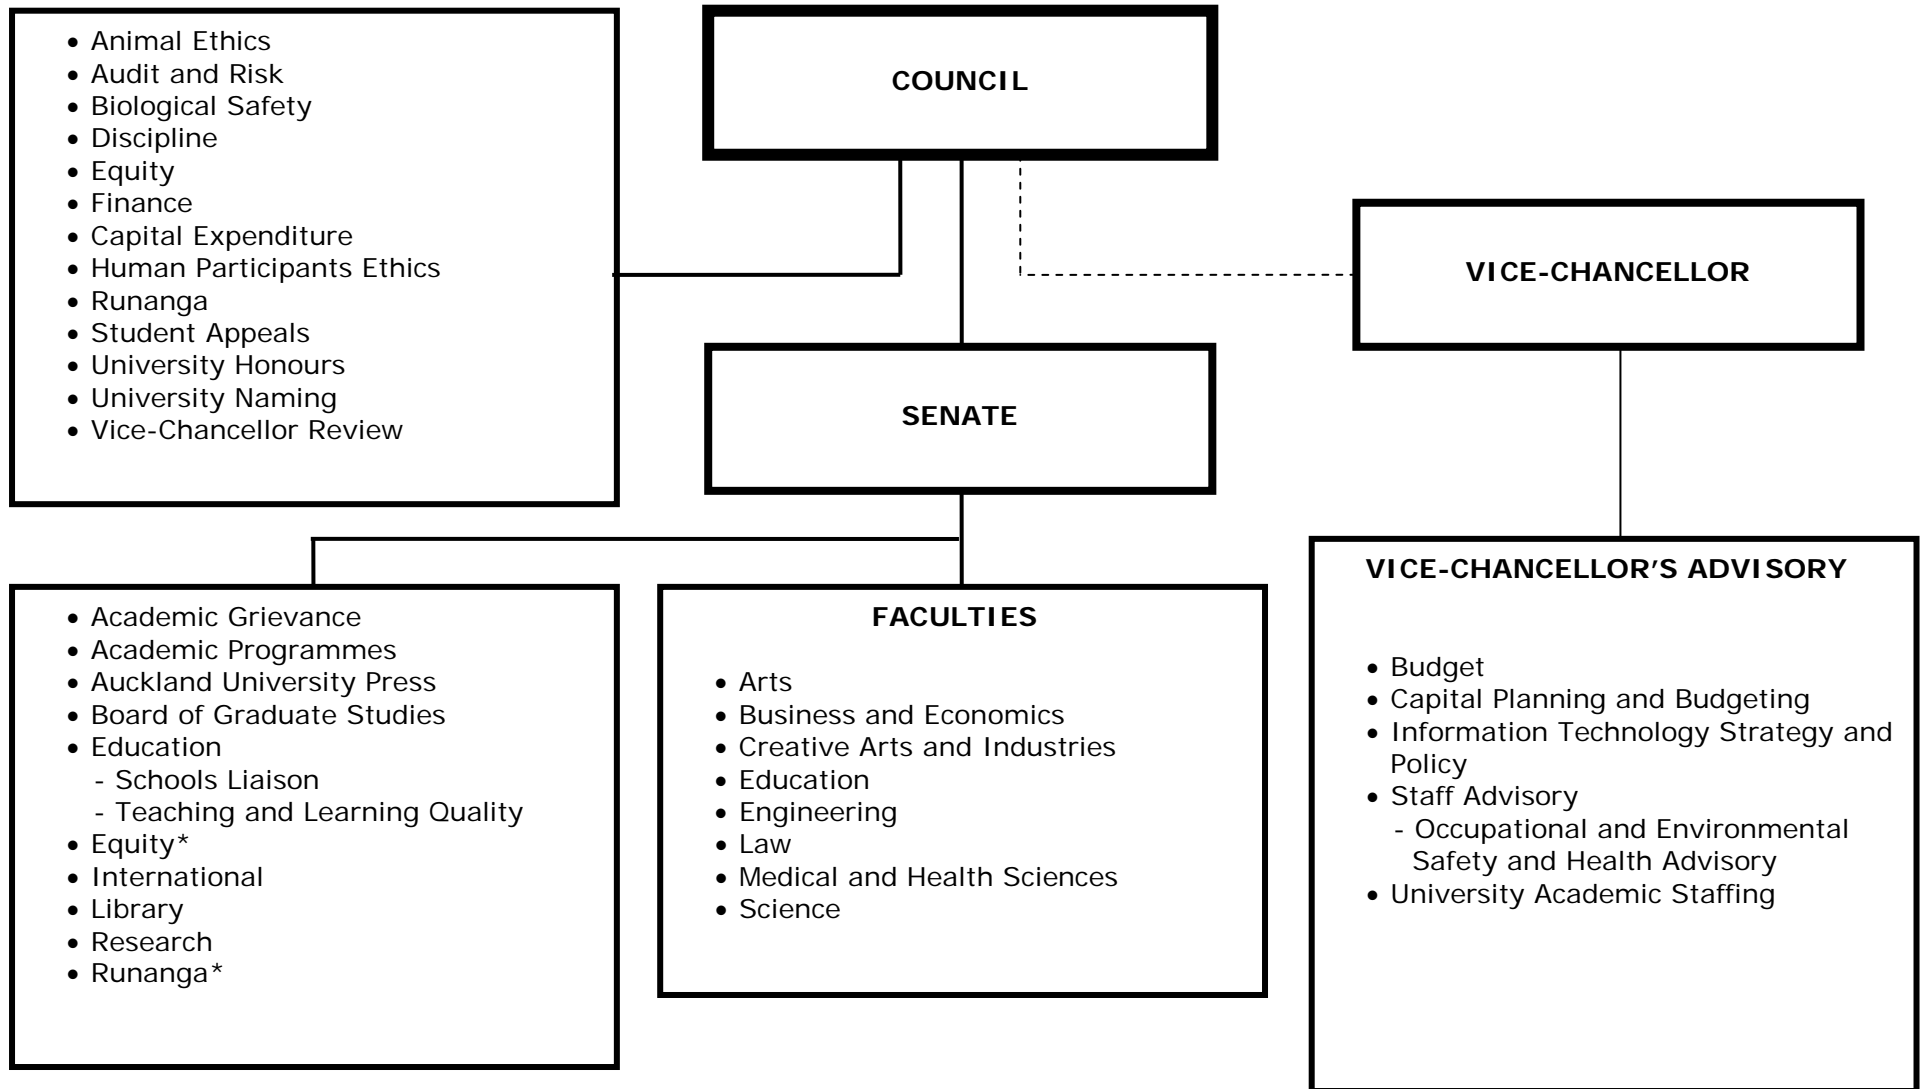 • Animal Ethics
• Audit and Risk
• Biological Safety
• Discipline
• Equity
• Finance
• Capital Expenditure
• Human Participants Ethics
• Runanga
• Student Appeals
• University Honours
• University Naming
• Vice-Chancellor Review
COUNCIL
VICE-CHANCELLOR
SENATE
• Academic Grievance
• Academic Programmes
• Auckland University Press
• Board of Graduate Studies
• Education
- Schools Liaison
- Teaching and Learning Quality
• Equity*
• International
• Library
• Research
• Runanga*
FACULTIES
• Arts
• Business and Economics
• Creative Arts and Industries
• Education
• Engineering
• Law
• Medical and Health Sciences
• Science
VICE-CHANCELLOR’S ADVISORY
• Budget
• Capital Planning and Budgeting
• Information Technology Strategy and
Policy
• Staff Advisory
- Occupational and Environmental
Safety and Health Advisory
• University Academic Staffing